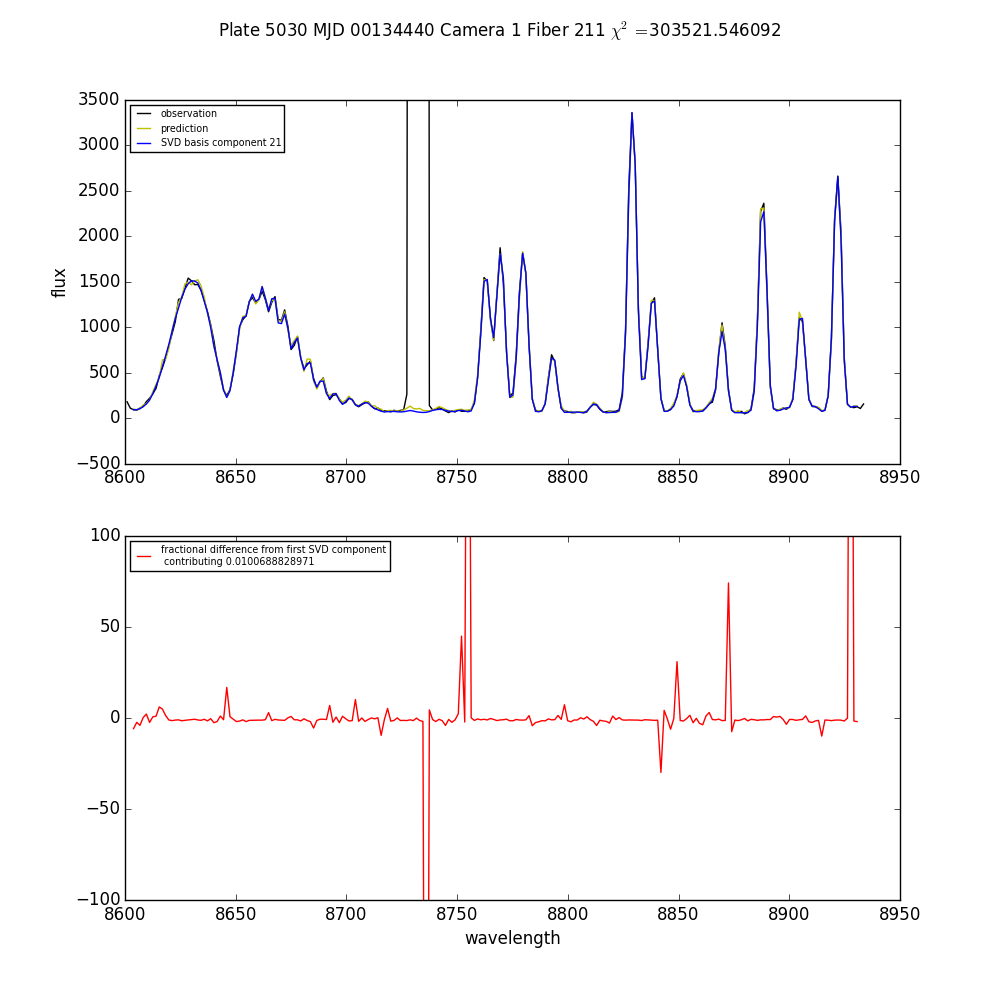 Plate 5030 MJD 00134440 Camera 1 Fiber 211 χ² =303521.546092
3500
3000
2500
2000
1500
1000
500
0
−500
flux
observation
prediction
SVD basis component 21
8600 8650 8700 8750 8800 8850 8900 8950
100
50
0
−50
−100
fractional difference from first SVD component
contributing 0.0100688828971
8600 8650 8700 8750 8800 8850 8900 8950
wavelength